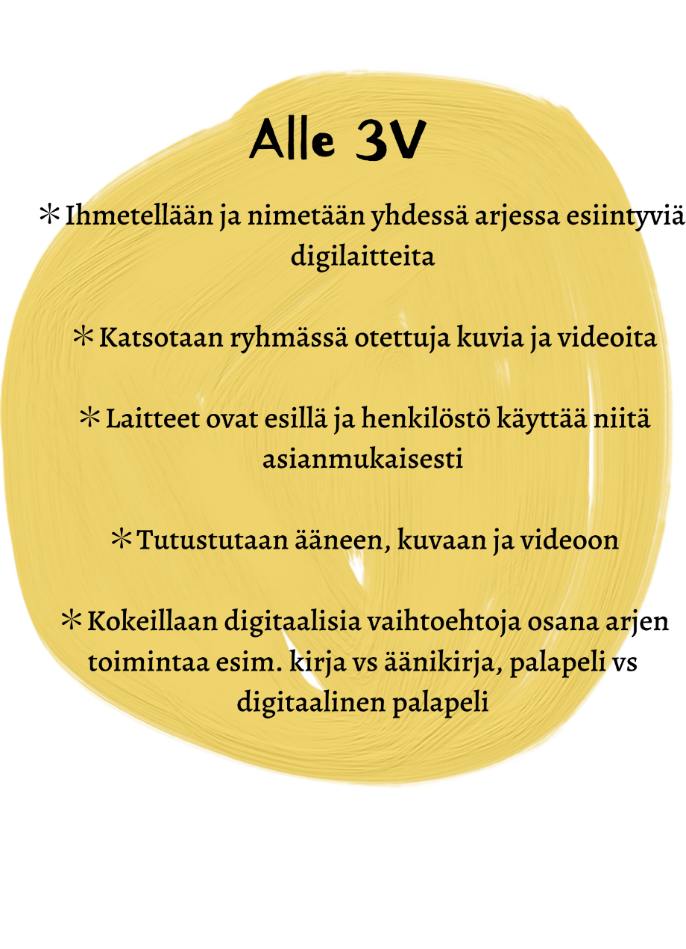 Alle 3V
*Ihmetellään ja nimetään yhdessä arjessa esiintyviä
digilaitteita
*Katsotaan ryhmässä otettuja kuvia ja videoita
*Laitteet ovat esillä ja henkilöstö käyttää niitä
asianmukaisesti
*Tutustutaan ääneen, kuvaan ja videoon
*Kokeillaan digitaalisia vaihtoehtoja osana arjen
toimintaa esim. kirja vs äänikirja, palapeli vs
digitaalinen palapeli